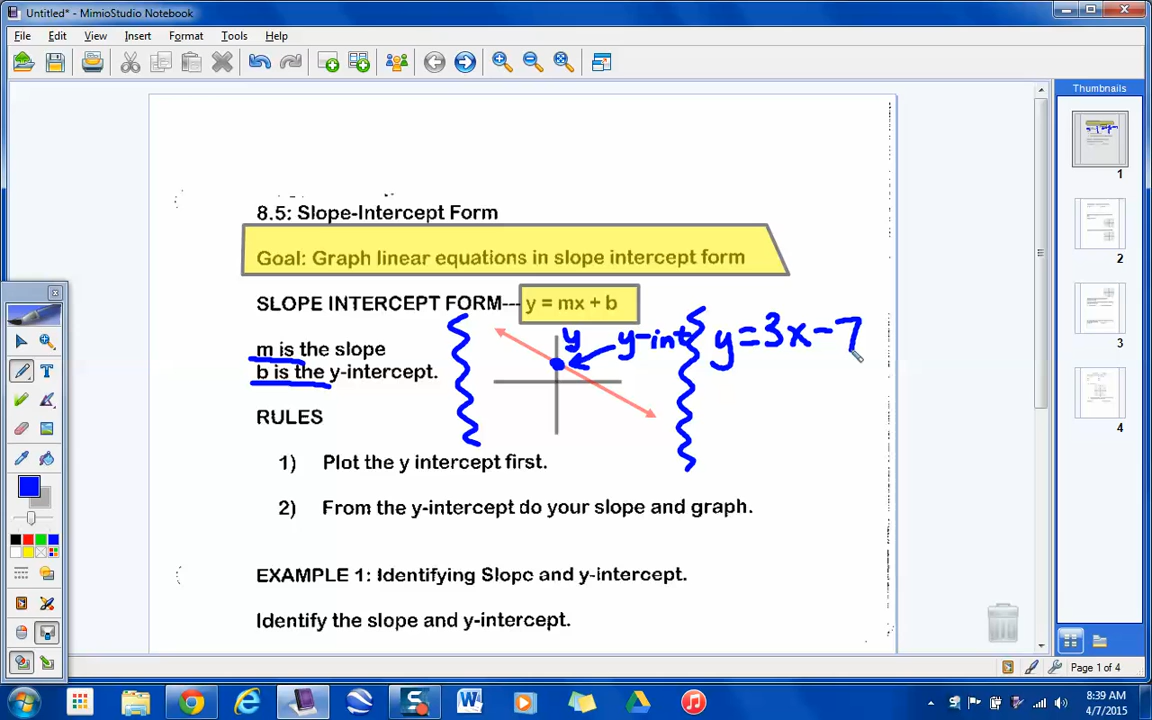 Untitled* - MimioStudio Notebook
File Edit View Insert Format Tools Help
Thumbnails
8.5: Slope-Intercept Form
Goal: Graph linear equations in slope intercept form
SLOPE INTERCEPT FORM--- y = mx + b
y y-int y=3x-7
m is the slope
b is the y-intercept.
RULES
1) Plot the y intercept first.
2) From the y-intercept do your slope and graph.
EXAMPLE 1: Identifying Slope and y-intercept.
Identify the slope and y-intercept.
1
2
3
4
Page 1 of 4
8:39 AM
4/7/2015